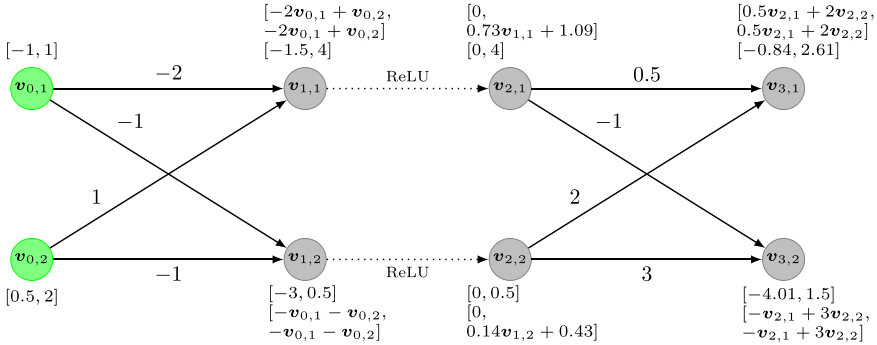 [−2v₀,₁ + v₀,₂,
−2v₀,₁ + v₀,₂]
[−1.5, 4]
[0,
0.73v₁,₁ + 1.09]
[0, 4]
[0.5v₂,₁ + 2v₂,₂,
0.5v₂,₁ + 2v₂,₂]
[−0.84, 2.61]
[−1, 1]
v₀,₁
−2
v₁,₁
ReLU
v₂,₁
0.5
v₃,₁
−1
−1
1
2
v₀,₂
−1
v₁,₂
ReLU
v₂,₂
3
v₃,₂
[0.5, 2]
[−3, 0.5]
[−v₀,₁ − v₀,₂,
−v₀,₁ − v₀,₂]
[0, 0.5]
[0,
0.14v₁,₂ + 0.43]
[−4.01, 1.5]
[−v₂,₁ + 3v₂,₂,
−v₂,₁ + 3v₂,₂]